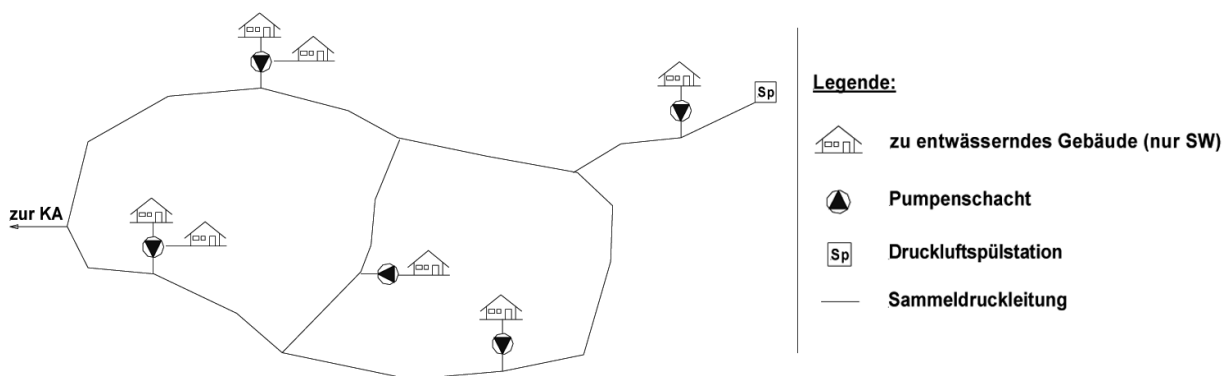 Sp
zur KA
Legende:
zu entwässerndes Gebäude (nur SW)
Pumpenschacht
Sp Druckluftspülstation
Sammeldruckleitung